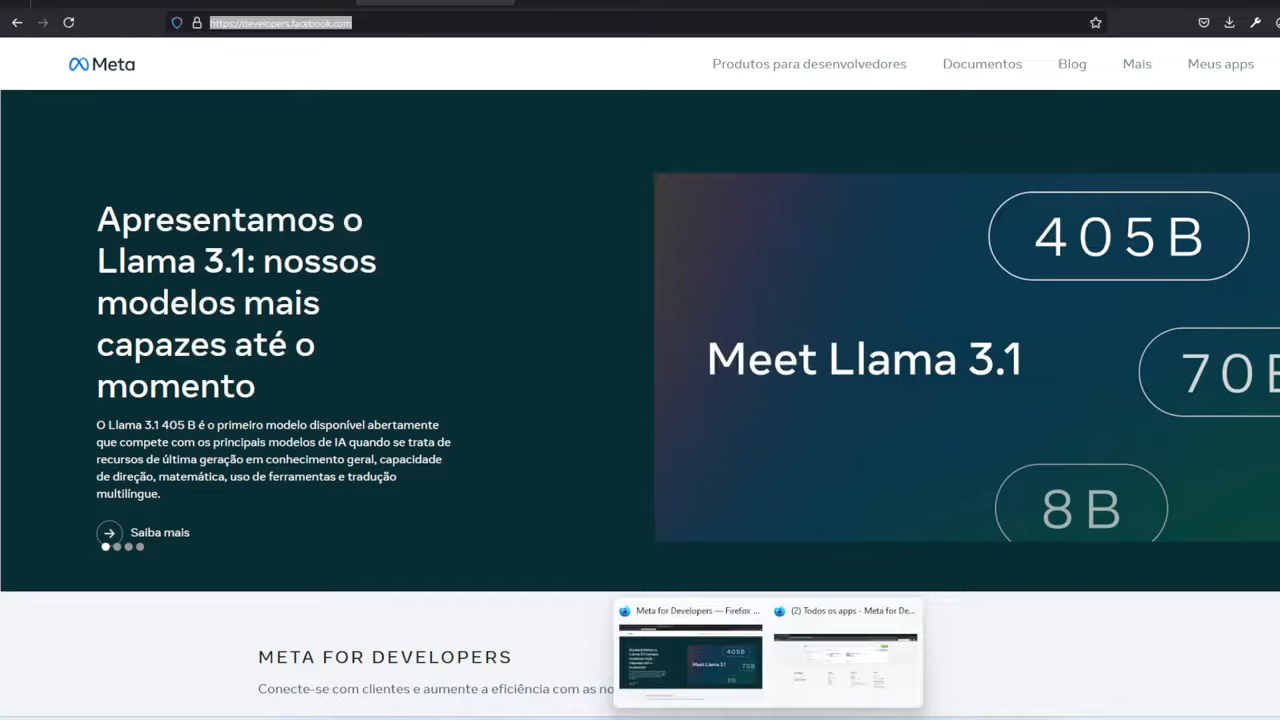 https://developers.facebook.com
Meta
Produtos para desenvolvedores Documentos Blog Mais Meus apps
Apresentamos o
Llama 3.1: nossos
modelos mais
capazes até o
momento
O Llama 3.1 405 B é o primeiro modelo disponível abertamente
que compete com os principais modelos de IA quando se trata de
recursos de última geração em conhecimento geral, capacidade
de direção, matemática, uso de ferramentas e tradução
multilíngue.
Saiba mais
405B
Meet Llama 3.1
70B
8B
META FOR DEVELOPERS
Conecte-se com clientes e aumente a eficiência com as no
Meta for Developers — Firefox ...
(2) Todos os apps - Meta for De...